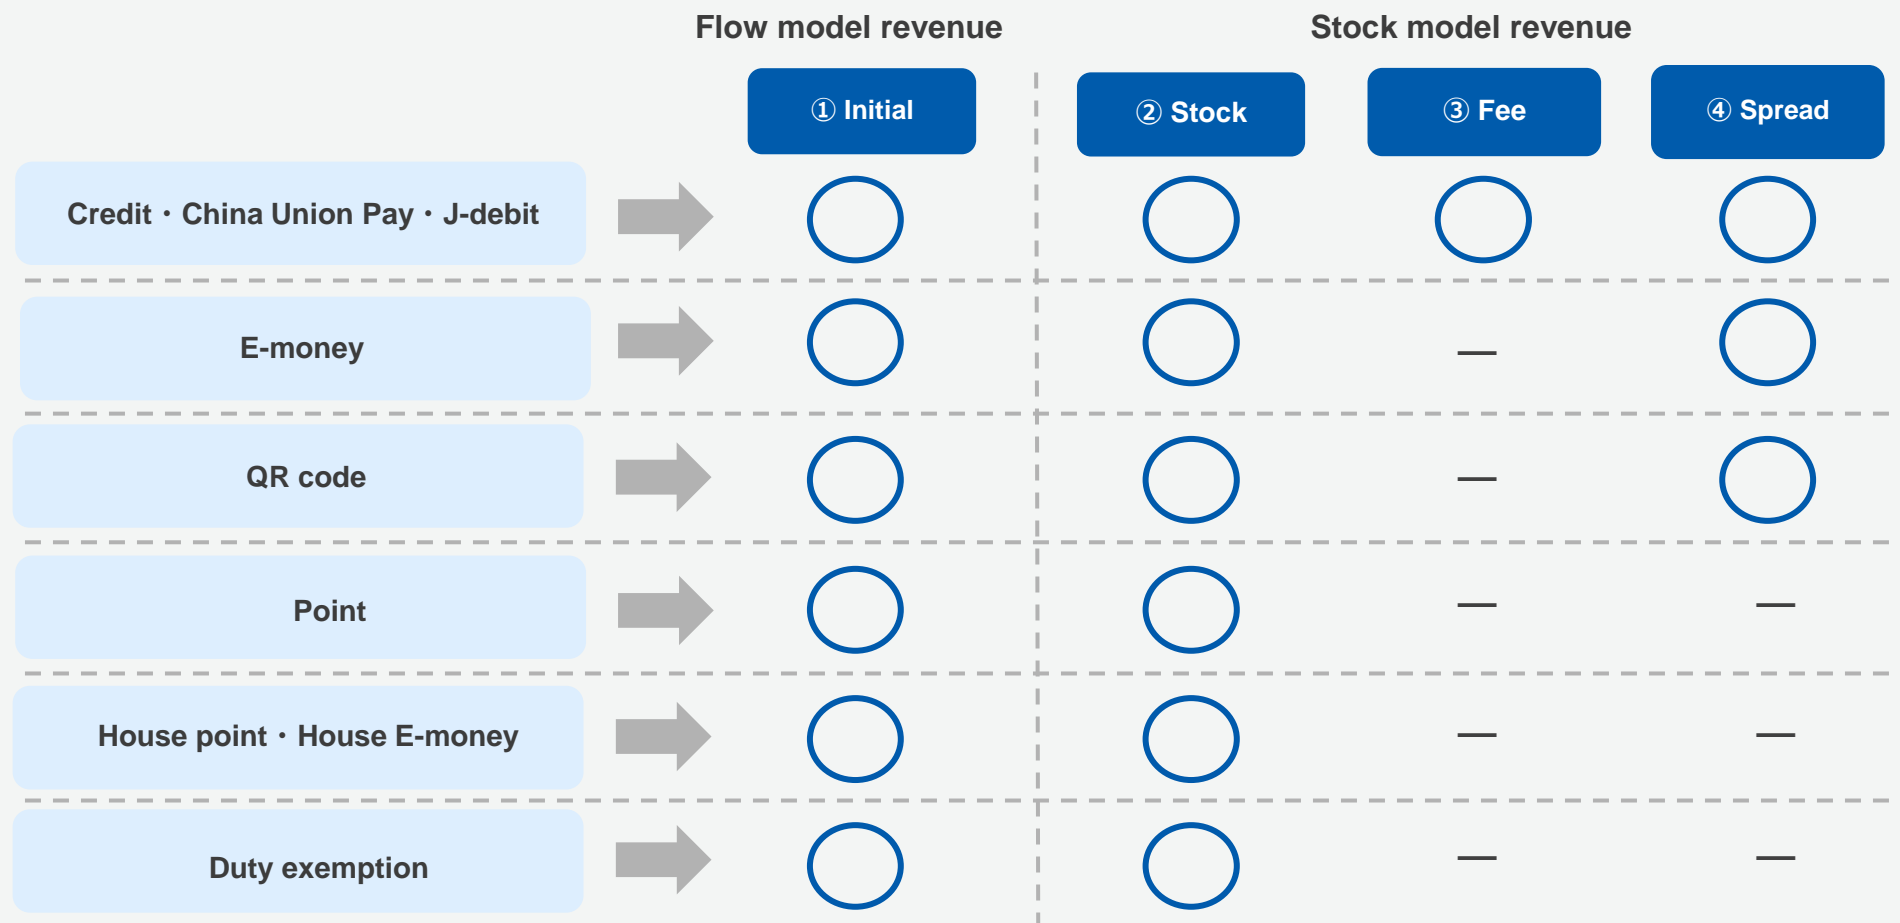 Flow model revenue
Stock model revenue
① Initial
② Stock
③ Fee
④ Spread
Credit・China Union Pay・J-debit
E-money
—
QR code
—
Point
— —
House point・House E-money
— —
Duty exemption
— —